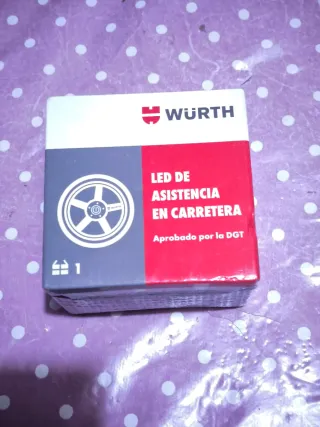 WÜRTH
LED DE
ASISTENCIA
EN CARRETERA
Aprobado por la DGT
1